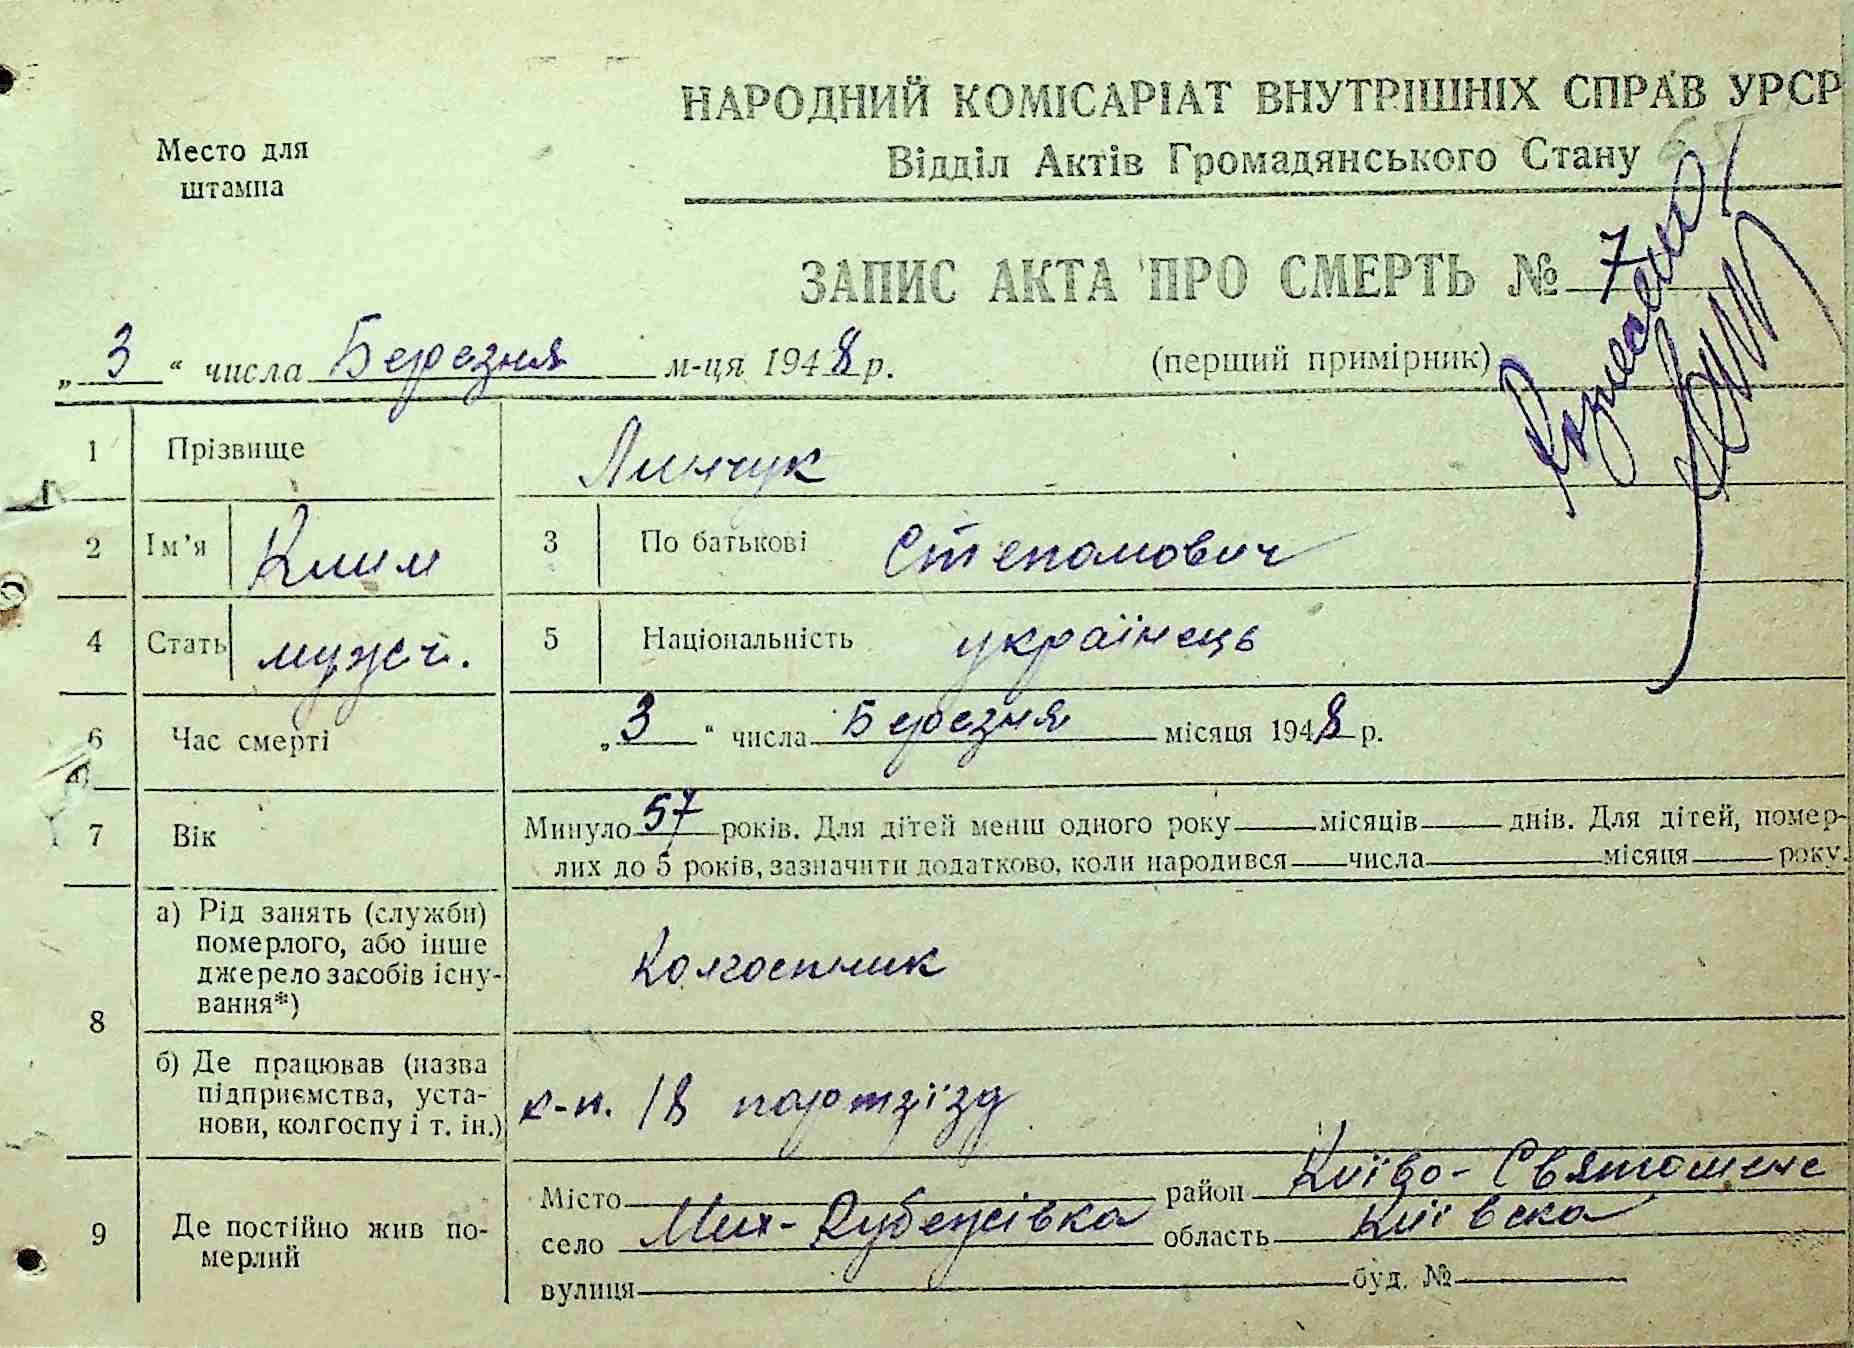 НАРОДНИЙ КОМІСАРІАТ ВНУТРІШНІХ СПРАВ УРСР
Відділ Актів Громадянського Стану
Место для
штампа
ЗАПИС АКТА ПРО СМЕРТЬ № 7
„3“ числа Березня м-ця 1948 р. (перший примірник)
1 Прізвище Линчук
2 Ім'я Клим 3 По батькові Степанович
4 Стать мужч. 5 Національність українець
6 Час смерті „3“ числа Березня місяця 1948 р.
7 Вік Минуло 57 років. Для дітей менш одного року місяців днів. Для дітей, помер-
лих до 5 років, зазначити додатково, коли народився числа місяця року.
8 а) Рід занять (служби)
померлого, або інше
джерело засобів існу-
вання*) Колгоспник
б) Де працював (назва
підприємства, уста-
нови, колгоспу і т. ін.) к-п. 18 партзїзд
9 Де постійно жив по-
мерлий
Місто район Київо-Святошинс
село Мих-Рубежівка область Київска
вулиця буд. №